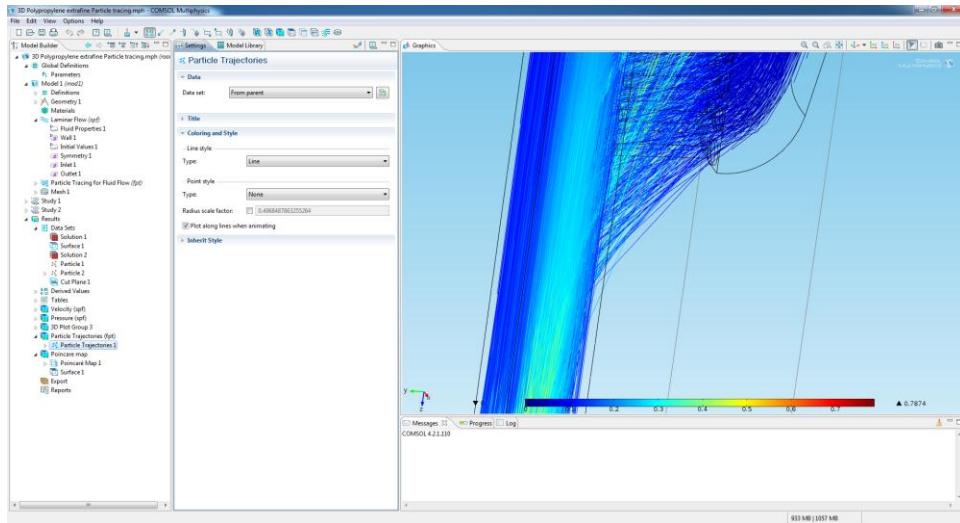 3D Polypropylene extrafine Particle tracing.mph - COMSOL Multiphysics
File Edit View Options Help
Model Builder
3D Polypropylene extrafine Particle tracing.mph (roo
Global Definitions
Parameters
Model 1 (mod1)
Definitions
Geometry 1
Materials
Laminar Flow (spf)
Fluid Properties 1
Wall 1
Initial Values 1
Symmetry 1
Inlet 1
Outlet 1
Particle Tracing for Fluid Flow (fpt)
Mesh 1
Study 1
Study 2
Results
Data Sets
Solution 1
Surface 1
Solution 2
Particle 1
Particle 2
Cut Plane 1
Derived Values
Tables
Velocity (spf)
Pressure (spf)
3D Plot Group 3
Particle Trajectories (fpt)
Particle Trajectories 1
Poincare map
Poincaré Map 1
Surface 1
Export
Reports
Settings Model Library
Particle Trajectories
Data
Data set: From parent
Title
Coloring and Style
Line style
Type: Line
Point style
Type: None
Radius scale factor:
Plot along lines when animating
Inherit Style
Graphics
COMSOL
MULTIPHYSICS
y
z
0 0.1 0.2 0.3 0.4 0.5 0.6 0.7
▲ 0.7874
Messages Progress Log
COMSOL 4.2.1.110
933 MB | 1057 MB